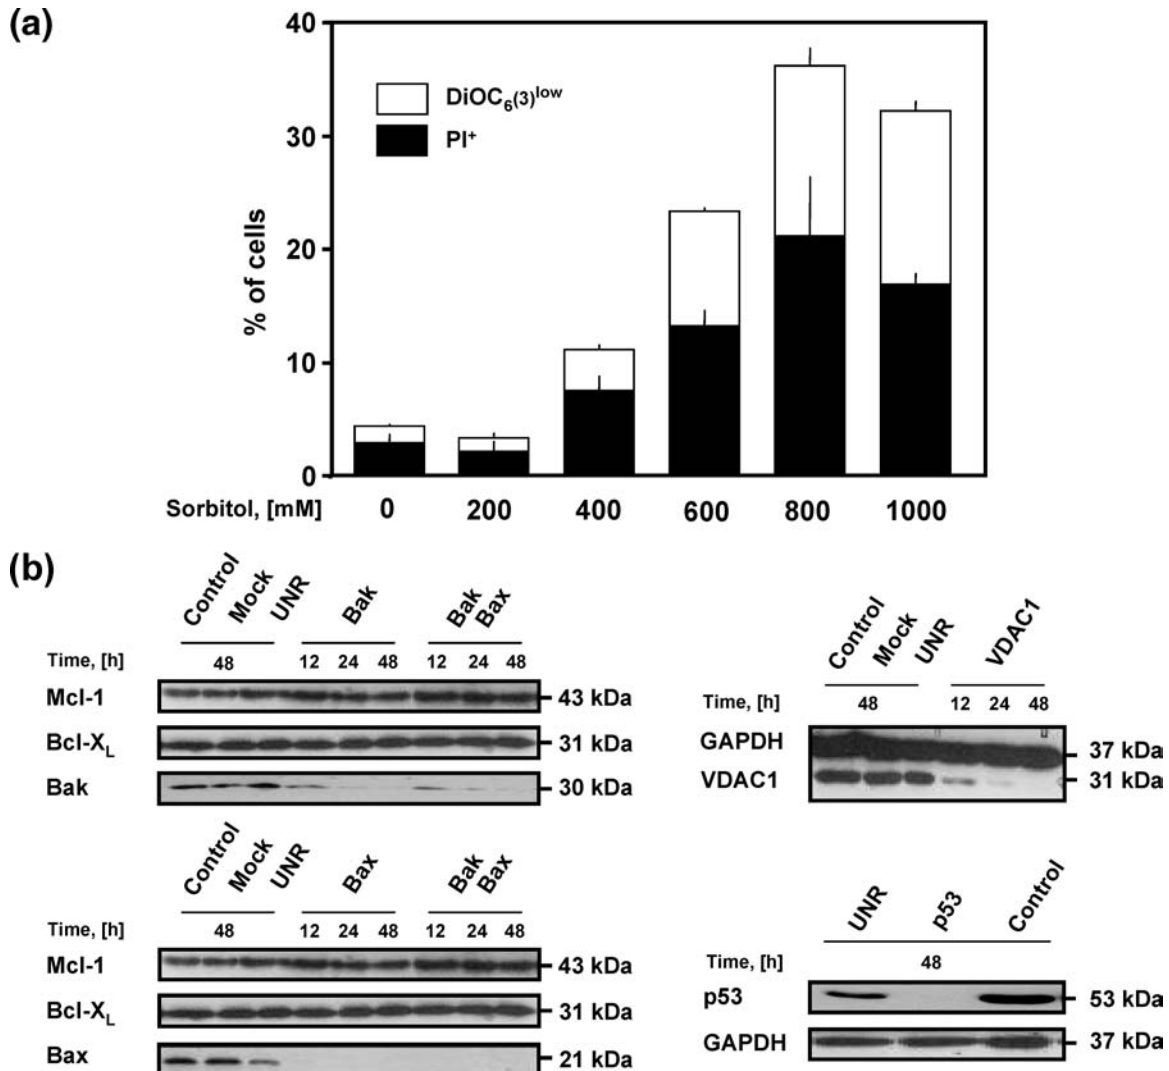 (a)
40
30
20
10
0
% of cells
DiOC6(3)low
PI+
Sorbitol, [mM] 0 200 400 600 800 1000
(b)
Control Mock UNR Bak Bak Bax
Time, [h] 48 12 24 48 12 24 48
Mcl-1 43 kDa
Bcl-XL 31 kDa
Bak 30 kDa
Control Mock UNR Bax Bak Bax
Time, [h] 48 12 24 48 12 24 48
Mcl-1 43 kDa
Bcl-XL 31 kDa
Bax 21 kDa
Control Mock UNR VDAC1
Time, [h] 48 12 24 48
GAPDH 37 kDa
VDAC1 31 kDa
UNR p53 Control
Time, [h] 48
p53 53 kDa
GAPDH 37 kDa